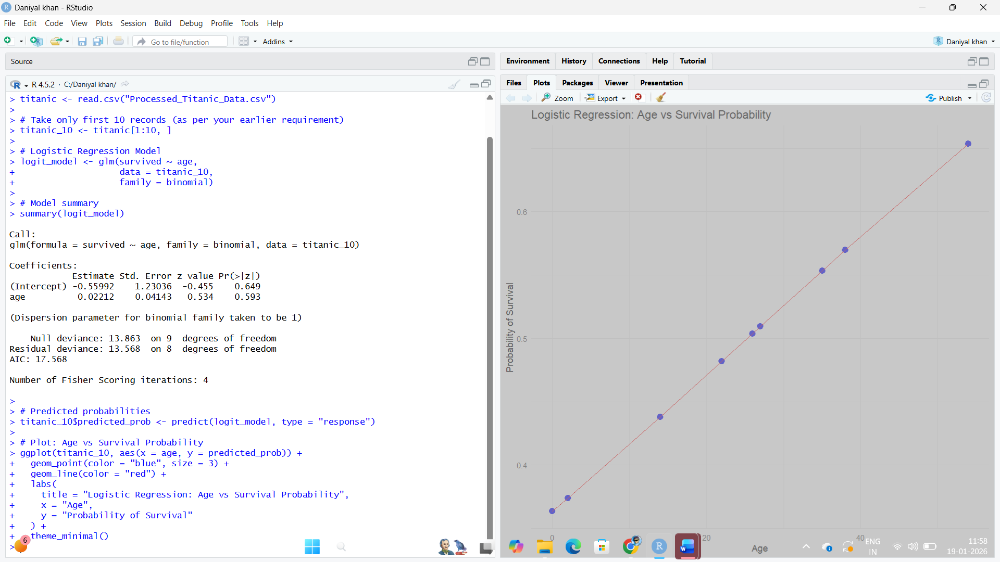 Daniyal khan - RStudio
File Edit Code View Plots Session Build Debug Profile Tools Help
Go to file/function Addins Daniyal khan
Source
R 4.5.2 · C:/Daniyal khan/
> titanic <- read.csv("Processed_Titanic_Data.csv")
>
> # Take only first 10 records (as per your earlier requirement)
> titanic_10 <- titanic[1:10, ]
>
> # Logistic Regression Model
> logit_model <- glm(survived ~ age,
+                    data = titanic_10,
+                    family = binomial)
>
> # Model summary
> summary(logit_model)
Call:
glm(formula = survived ~ age, family = binomial, data = titanic_10)
Coefficients:
            Estimate Std. Error z value Pr(>|z|)
(Intercept) -0.55992    1.23036  -0.455    0.649
age          0.02212    0.04143   0.534    0.593
(Dispersion parameter for binomial family taken to be 1)
    Null deviance: 13.863  on 9  degrees of freedom
Residual deviance: 13.568  on 8  degrees of freedom
AIC: 17.568
Number of Fisher Scoring iterations: 4
>
> # Predicted probabilities
> titanic_10$predicted_prob <- predict(logit_model, type = "response")
>
> # Plot: Age vs Survival Probability
> ggplot(titanic_10, aes(x = age, y = predicted_prob)) +
+   geom_point(color = "blue", size = 3) +
+   geom_line(color = "red") +
+   labs(
+     title = "Logistic Regression: Age vs Survival Probability",
+     x = "Age",
+     y = "Probability of Survival"
+   ) +
+   theme_minimal()
>
6
Environment History Connections Help Tutorial
Files Plots Packages Viewer Presentation
Zoom Export Publish
Logistic Regression: Age vs Survival Probability
0.6
Probability of Survival
0.5
0.4
0 20 40
Age
ENG
IN
11:58
19-01-2026